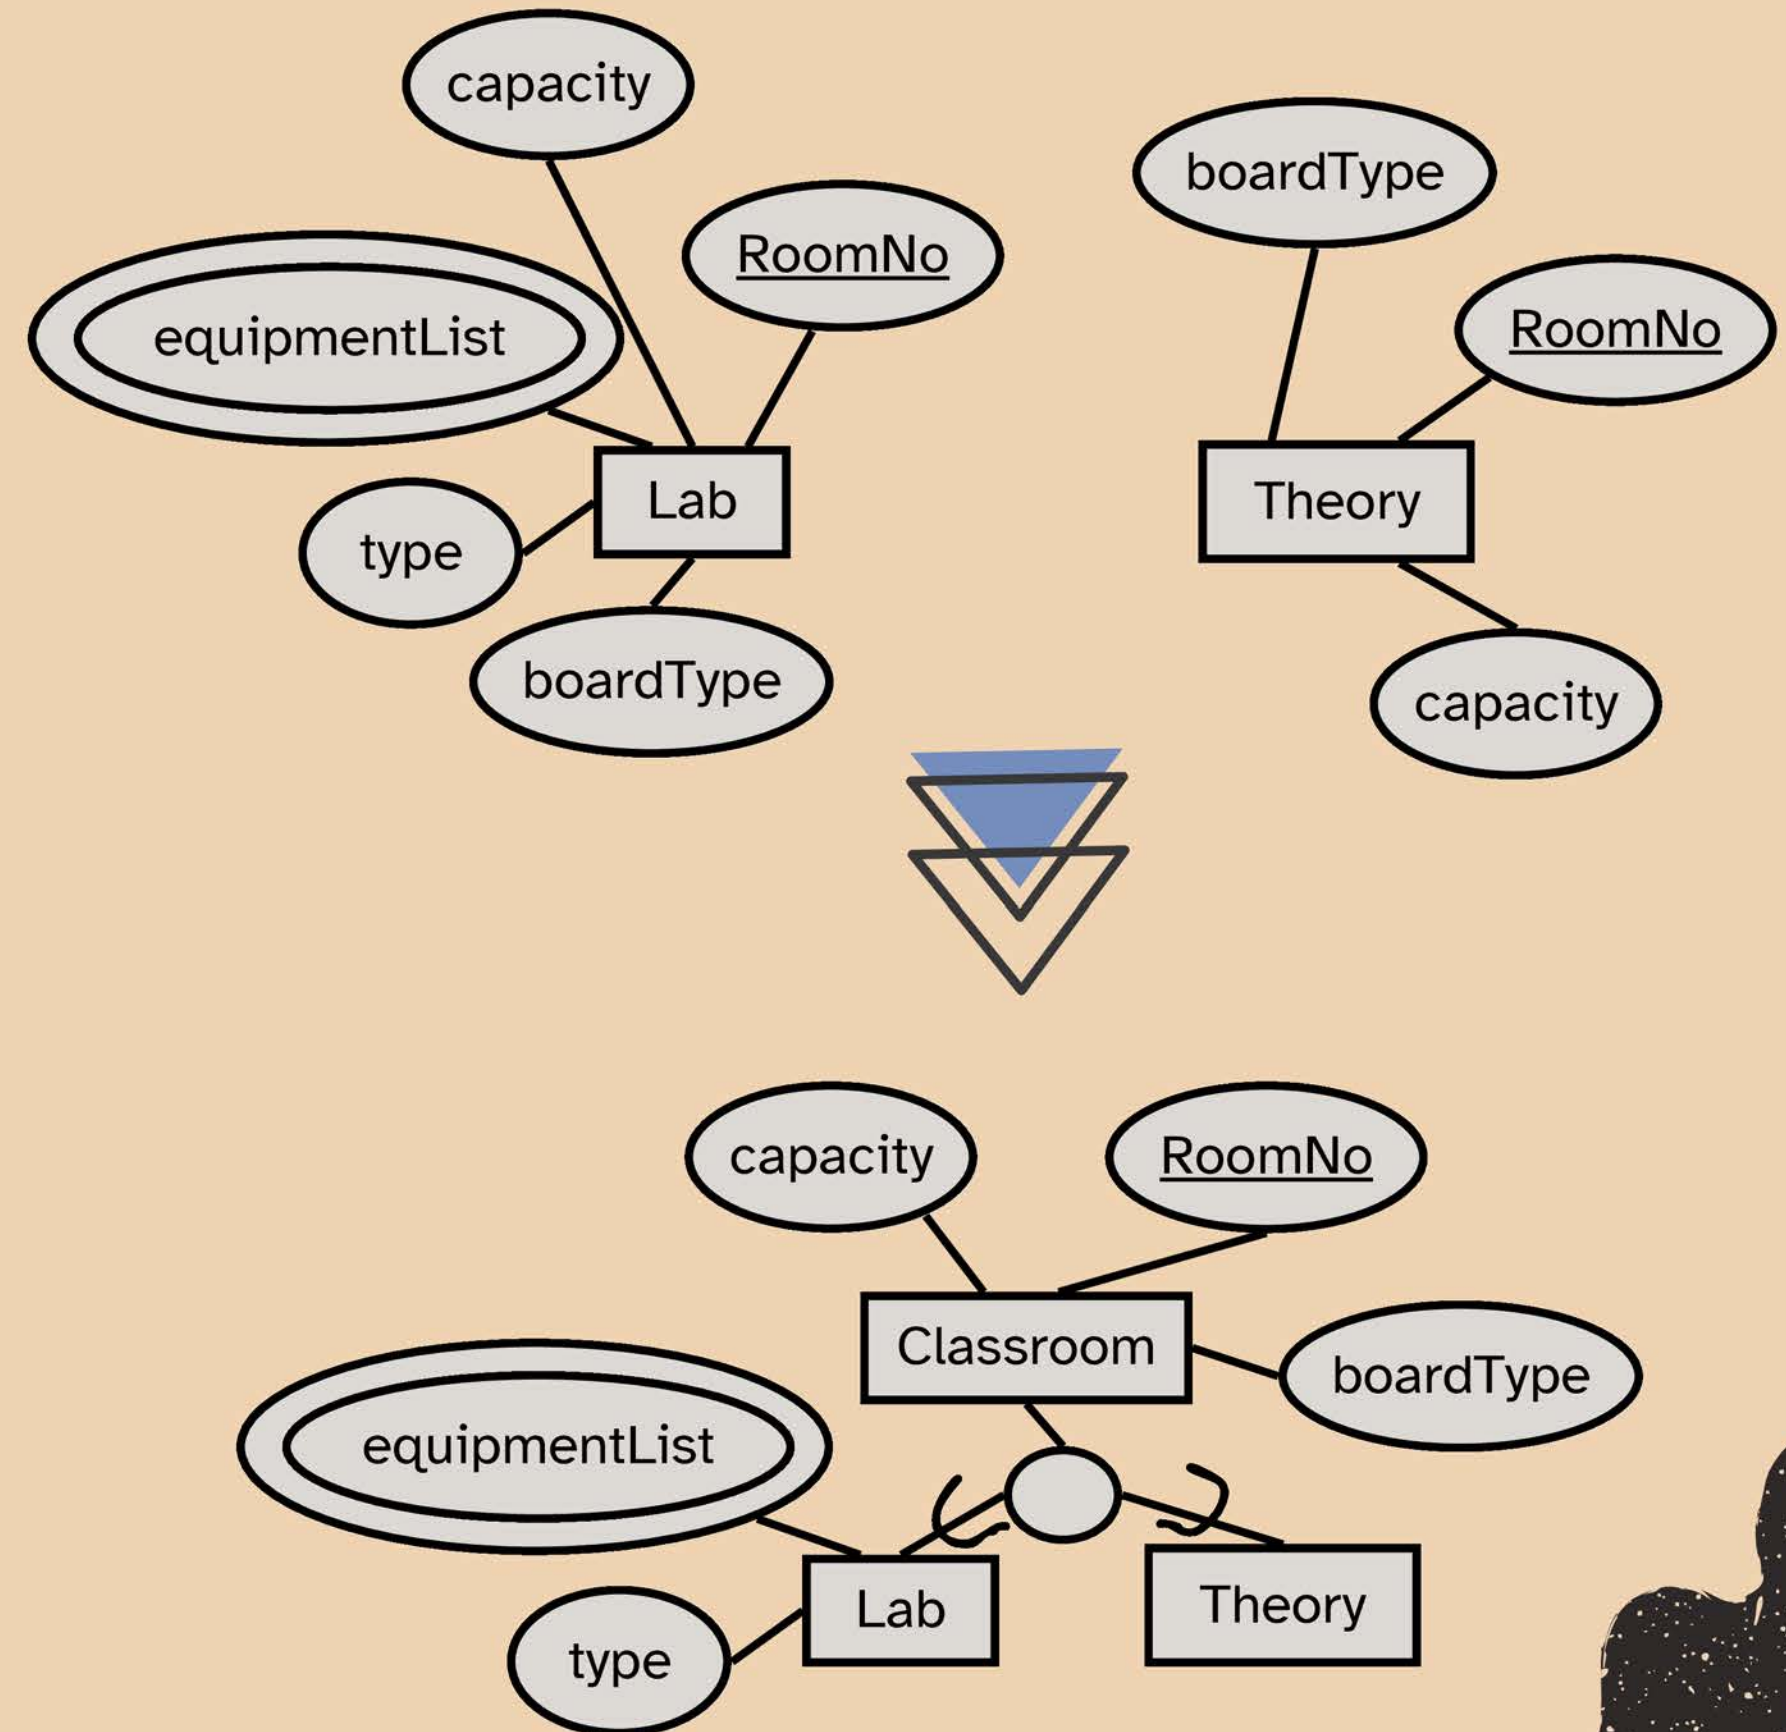 capacity
boardType
RoomNo
RoomNo
equipmentList
Lab
Theory
type
boardType
capacity
capacity
RoomNo
Classroom
boardType
equipmentList
Lab
Theory
type